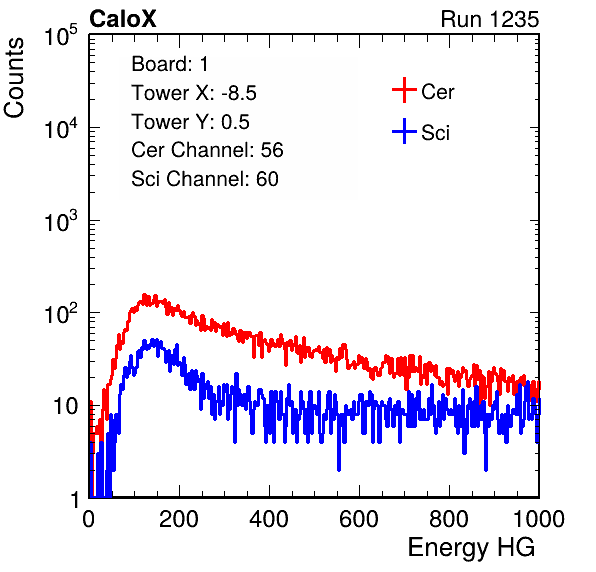 CaloX
Run 1235
Counts
Board: 1
Tower X: -8.5
Tower Y: 0.5
Cer Channel: 56
Sci Channel: 60
Cer
Sci
10^5
10^4
10^3
10^2
10
1
0 200 400 600 800 1000
Energy HG